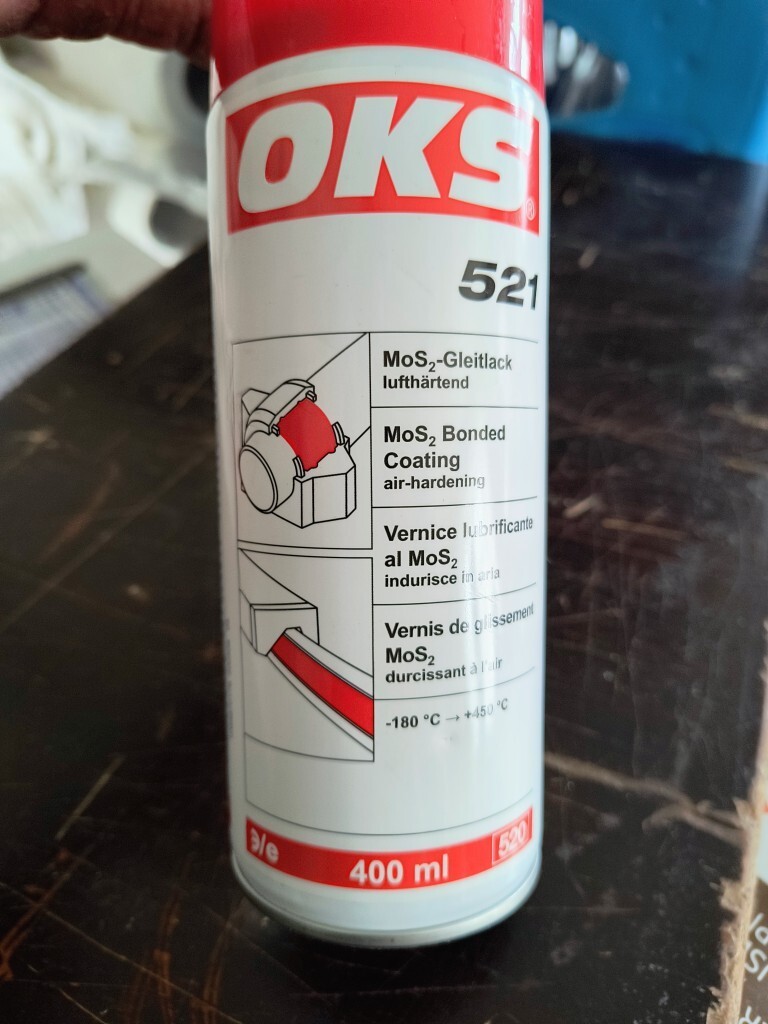 OKS®
521
MoS₂-Gleitlack
lufthärtend
MoS₂ Bonded
Coating
air-hardening
Vernice lubrificante
al MoS₂
indurisce in aria
Vernis de glissement
MoS₂
durcissant à l'air
-180 °C → +450 °C
϶/e 400 ml 520